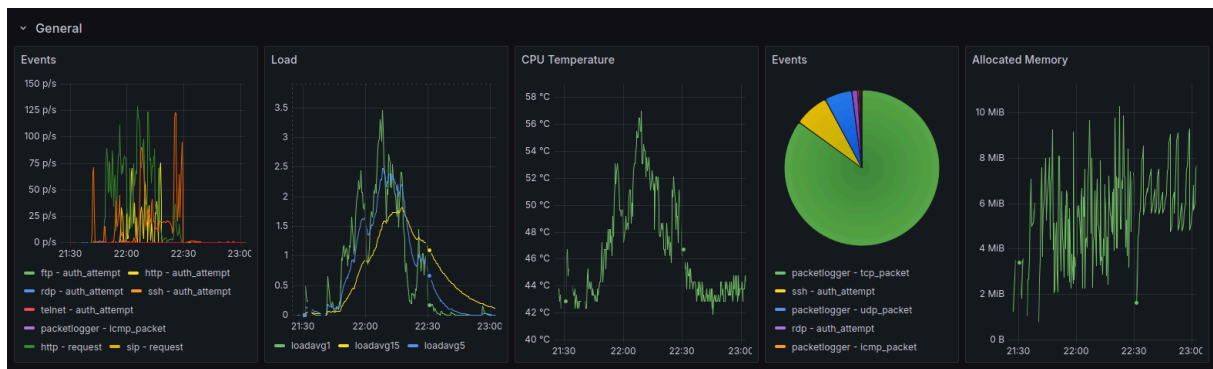 General
Events
150 p/s
125 p/s
100 p/s
75 p/s
50 p/s
25 p/s
0 p/s
21:30 22:00 22:30 23:00
ftp - auth_attempt http - auth_attempt
rdp - auth_attempt ssh - auth_attempt
telnet - auth_attempt
packetlogger - icmp_packet
http - request sip - request
Load
3.5
3
2.5
2
1.5
1
0.5
0
21:30 22:00 22:30 23:00
loadavg1 loadavg15 loadavg5
CPU Temperature
58 °C
56 °C
54 °C
52 °C
50 °C
48 °C
46 °C
44 °C
42 °C
40 °C
21:30 22:00 22:30 23:00
Events
packetlogger - tcp_packet
ssh - auth_attempt
packetlogger - udp_packet
rdp - auth_attempt
packetlogger - icmp_packet
Allocated Memory
10 MiB
8 MiB
6 MiB
4 MiB
2 MiB
0 B
21:30 22:00 22:30 23:00